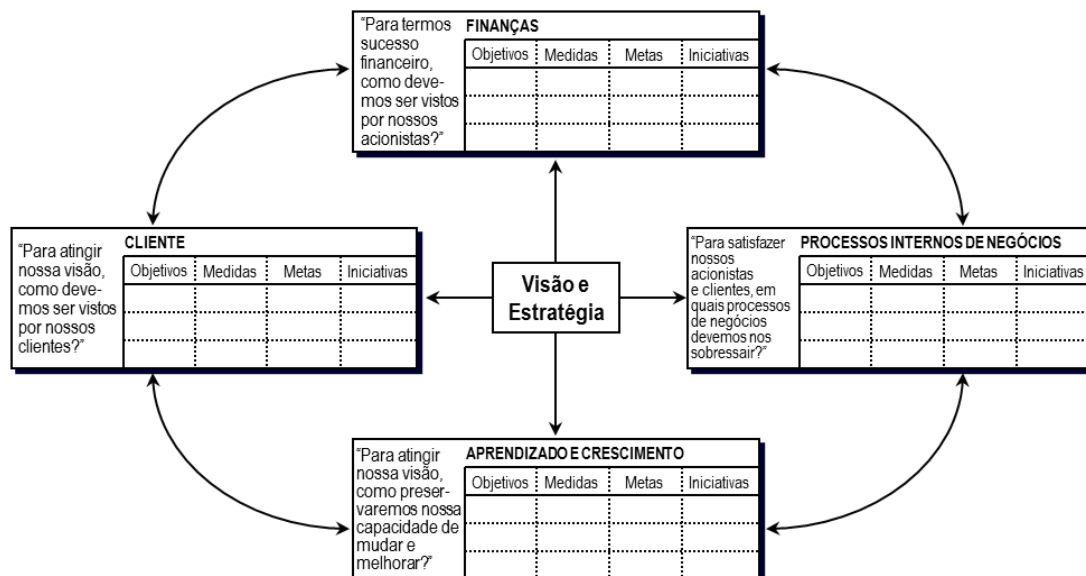 “Para termos
sucesso
financeiro,
como deve-
mos ser vistos
por nossos
acionistas?”
FINANÇAS
Objetivos Medidas Metas Iniciativas
“Para atingir
nossa visão,
como deve-
mos ser vistos
por nossos
clientes?”
CLIENTE
Objetivos Medidas Metas Iniciativas
Visão e
Estratégia
“Para satisfazer
nossos
acionistas
e clientes, em
quais processos
de negócios
devemos nos
sobressair?”
PROCESSOS INTERNOS DE NEGÓCIOS
Objetivos Medidas Metas Iniciativas
“Para atingir
nossa visão,
como preser-
varemos nossa
capacidade de
mudar e
melhorar?”
APRENDIZADO E CRESCIMENTO
Objetivos Medidas Metas Iniciativas